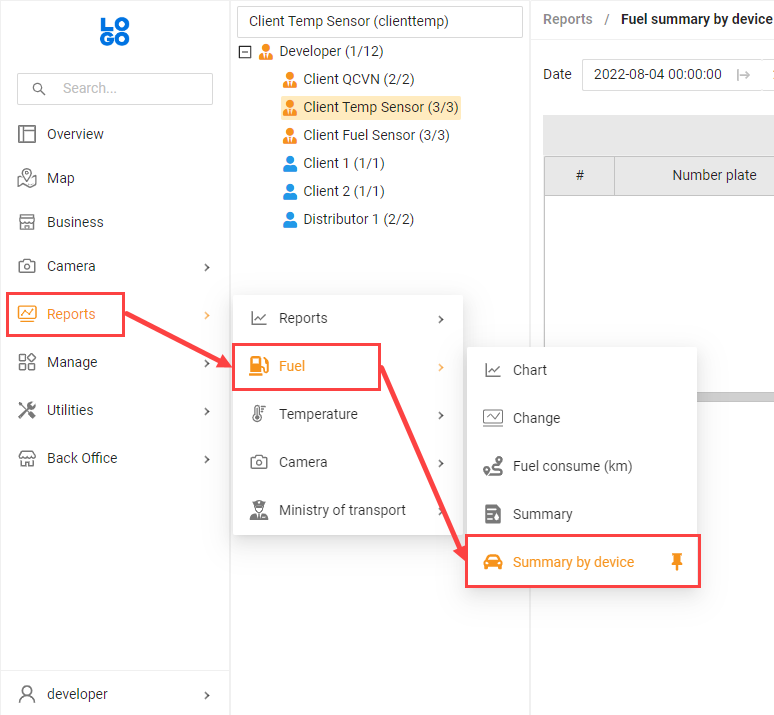 LO
GO
Search...
Overview
Map
Business
Camera
Reports
Manage
Utilities
Back Office
developer
Client Temp Sensor (clienttemp)
Developer (1/12)
Client QCVN (2/2)
Client Temp Sensor (3/3)
Client Fuel Sensor (3/3)
Client 1 (1/1)
Client 2 (1/1)
Distributor 1 (2/2)
Reports
Fuel
Temperature
Camera
Ministry of transport
Chart
Change
Fuel consume (km)
Summary
Summary by device
Reports / Fuel summary by device
Date 2022-08-04 00:00:00
# Number plate